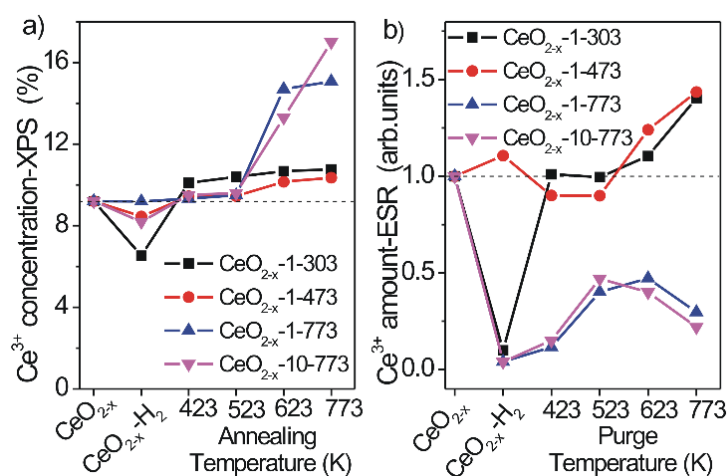 a)
Ce³⁺ concentration-XPS (%)
16
12
8
4
0
CeO₂₋ₓ-1-303
CeO₂₋ₓ-1-473
CeO₂₋ₓ-1-773
CeO₂₋ₓ-10-773
CeO₂₋ₓ
CeO₂₋ₓ-H₂
423
523
623
773
Annealing
Temperature (K)
b)
Ce³⁺ amount-ESR (arb.units)
1.5
1.0
0.5
0.0
CeO₂₋ₓ-1-303
CeO₂₋ₓ-1-473
CeO₂₋ₓ-1-773
CeO₂₋ₓ-10-773
CeO₂₋ₓ
CeO₂₋ₓ-H₂
423
523
623
773
Purge
Temperature (K)